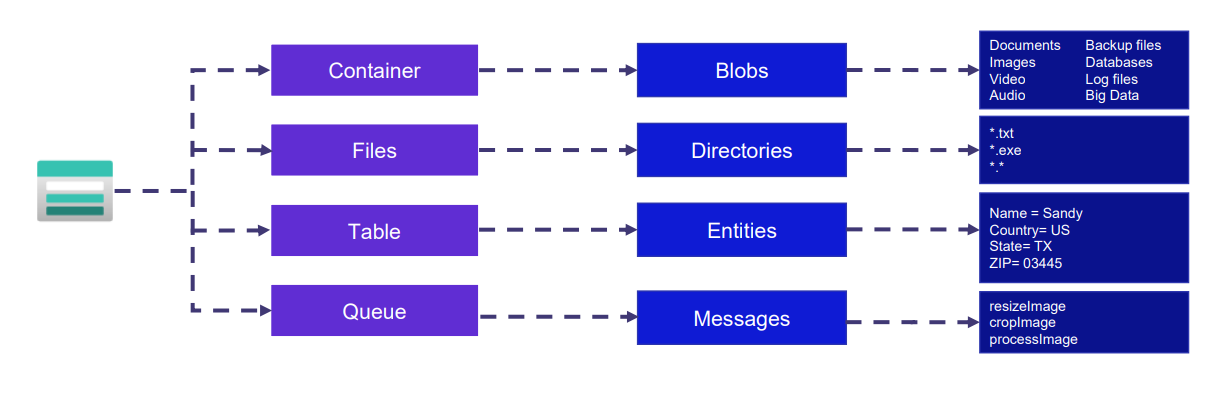 Container
Blobs
Documents
Images
Video
Audio
Backup files
Databases
Log files
Big Data
Files
Directories
*.txt
*.exe
*.*
Table
Entities
Name = Sandy
Country= US
State= TX
ZIP= 03445
Queue
Messages
resizeImage
cropImage
processImage